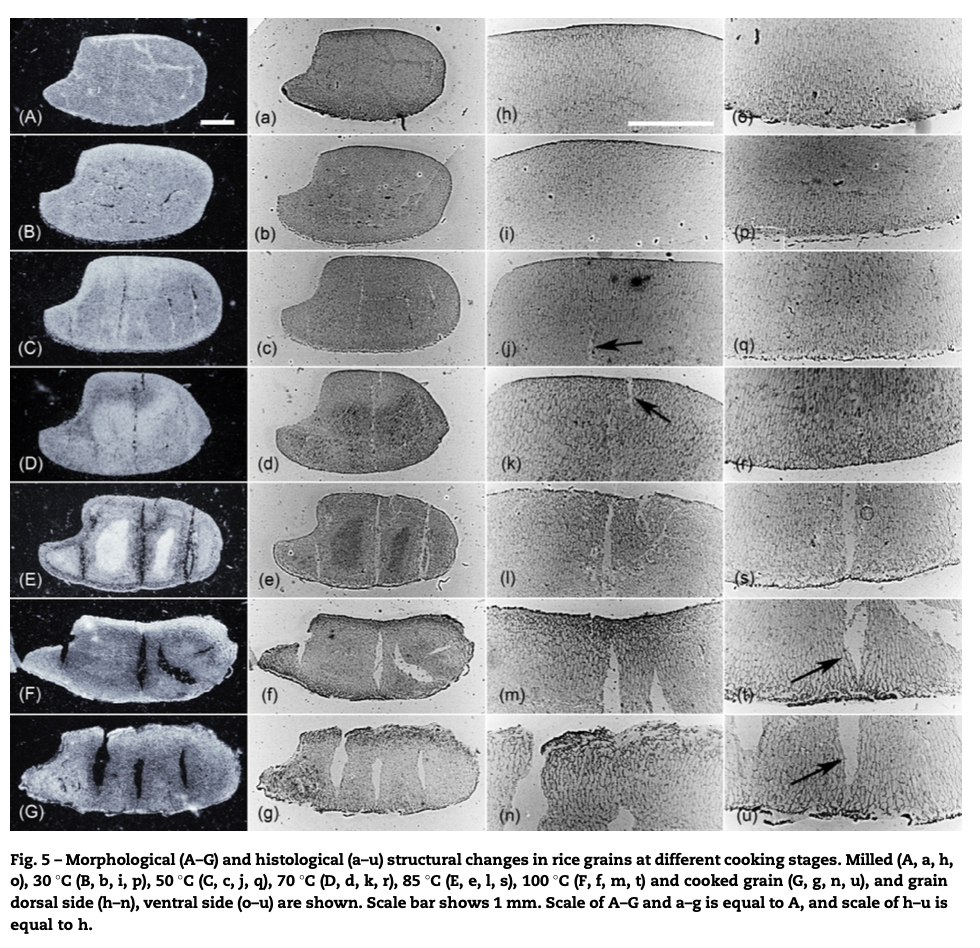 (A) (a) (h) (o)
(B) (b) (i) (p)
(C) (c) (j) (q)
(D) (d) (k) (r)
(E) (e) (l) (s)
(F) (f) (m) (t)
(G) (g) (n) (u)
Fig. 5 – Morphological (A–G) and histological (a–u) structural changes in rice grains at different cooking stages. Milled (A, a, h,
o), 30 °C (B, b, i, p), 50 °C (C, c, j, q), 70 °C (D, d, k, r), 85 °C (E, e, l, s), 100 °C (F, f, m, t) and cooked grain (G, g, n, u), and grain
dorsal side (h–n), ventral side (o–u) are shown. Scale bar shows 1 mm. Scale of A–G and a–g is equal to A, and scale of h–u is
equal to h.